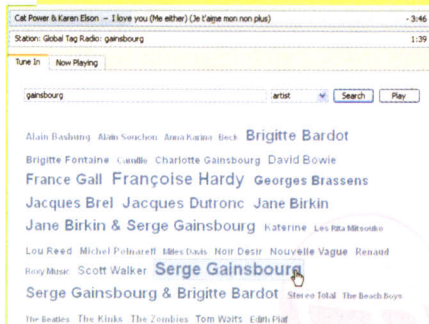 Cat Power & Karen Elson – I love you (Me either) (Je t'aime mon non plus) - 3:46
Station: Global Tag Radio: gainsbourg 1:39
Tune In Now Playing
gainsbourg artist Search Play
Alain Bashung Alain Souchon Anna Karina Beck Brigitte Bardot
Brigitte Fontaine Camille Charlotte Gainsbourg David Bowie
France Gall Françoise Hardy Georges Brassens
Jacques Brel Jacques Dutronc Jane Birkin
Jane Birkin & Serge Gainsbourg Katerine Les Rita Mitsouko
Lou Reed Michel Polnareff Miles Davis Noir Desir Nouvelle Vague Renaud
Roxy Music Scott Walker Serge Gainsbourg
Serge Gainsbourg & Brigitte Bardot Stereo Total The Beach Boys
The Beatles The Kinks The Zombies Tom Waits Edith Piaf